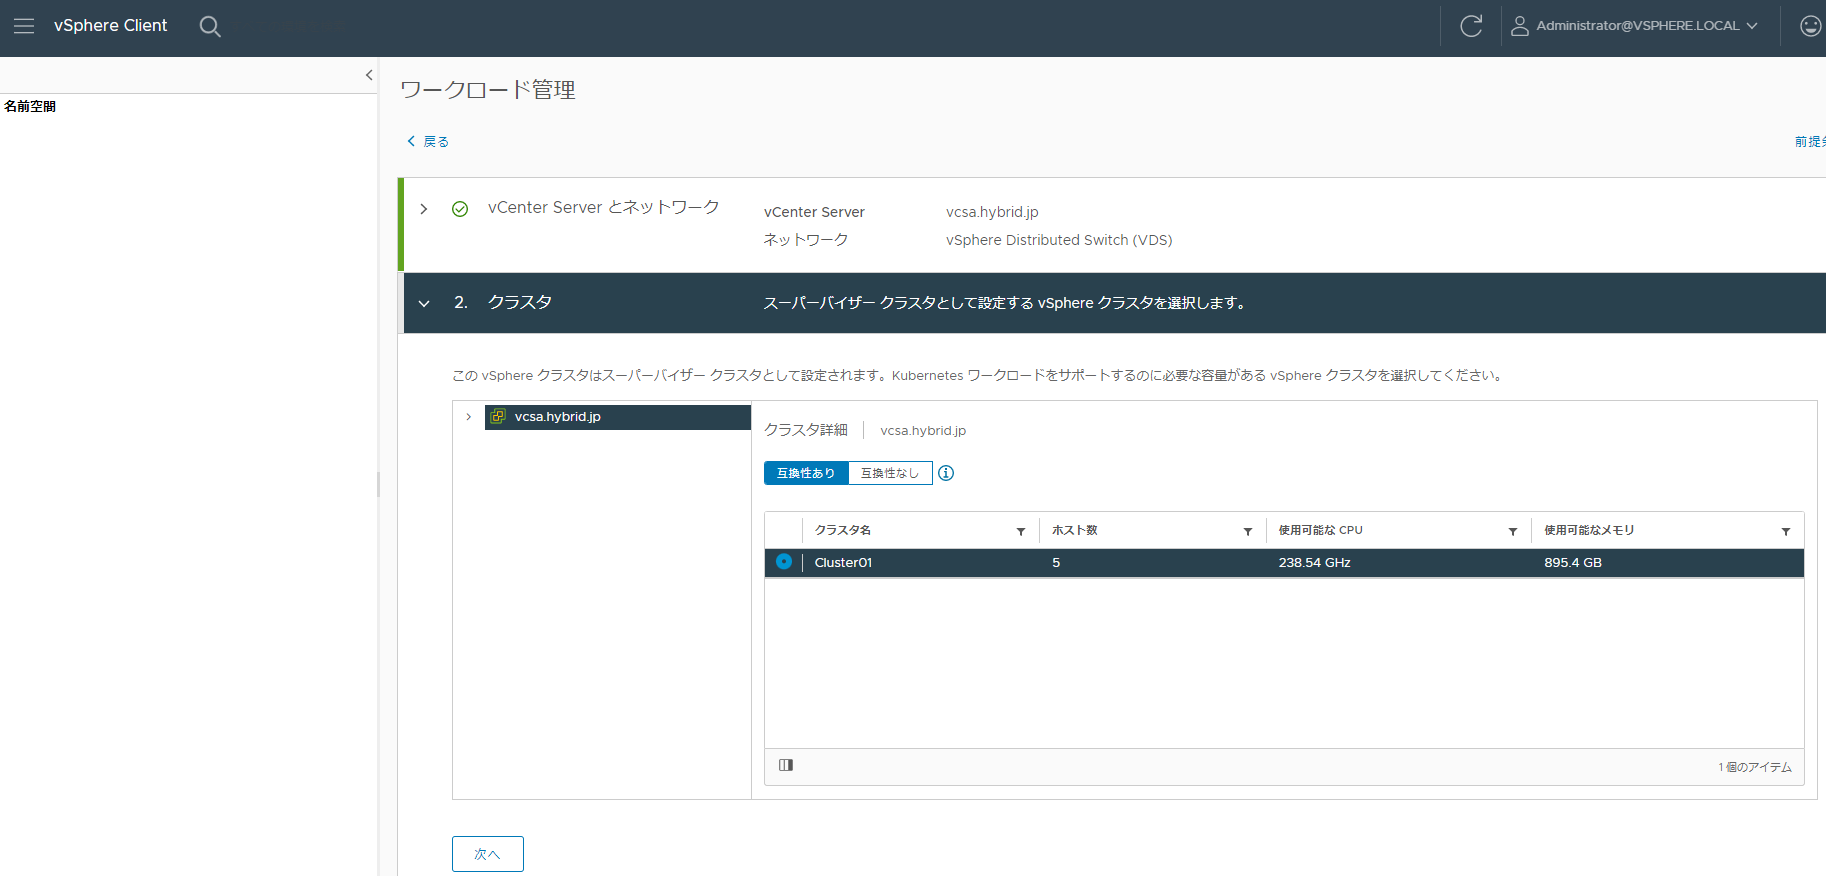 vSphere Client
Administrator@VSPHERE.LOCAL
名前空間
ワークロード管理
戻る
前提
vCenter Server とネットワーク
vCenter Server vcsa.hybrid.jp
ネットワーク vSphere Distributed Switch (VDS)
2. クラスタ スーパーバイザー クラスタとして設定する vSphere クラスタを選択します。
この vSphere クラスタはスーパーバイザー クラスタとして設定されます。Kubernetes ワークロードをサポートするのに必要な容量がある vSphere クラスタを選択してください。
vcsa.hybrid.jp
クラスタ詳細 vcsa.hybrid.jp
互換性あり 互換性なし
クラスタ名 ホスト数 使用可能な CPU 使用可能なメモリ
Cluster01 5 238.54 GHz 895.4 GB
1 個のアイテム
次へ